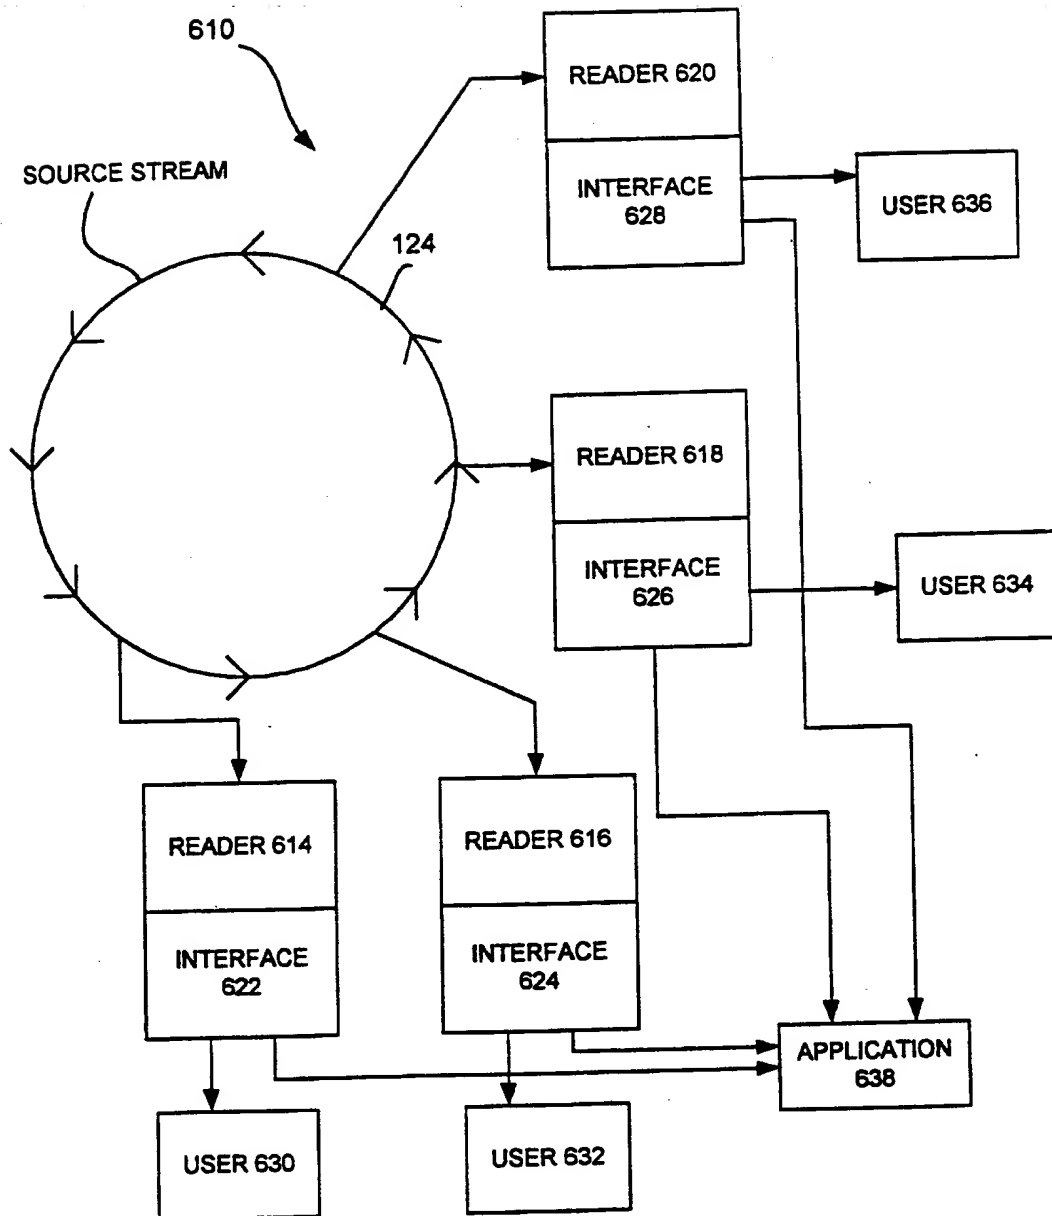 610
READER 620
SOURCE STREAM
INTERFACE
628
USER 636
124
READER 618
INTERFACE
626
USER 634
READER 614
READER 616
INTERFACE
622
INTERFACE
624
APPLICATION
638
USER 630
USER 632